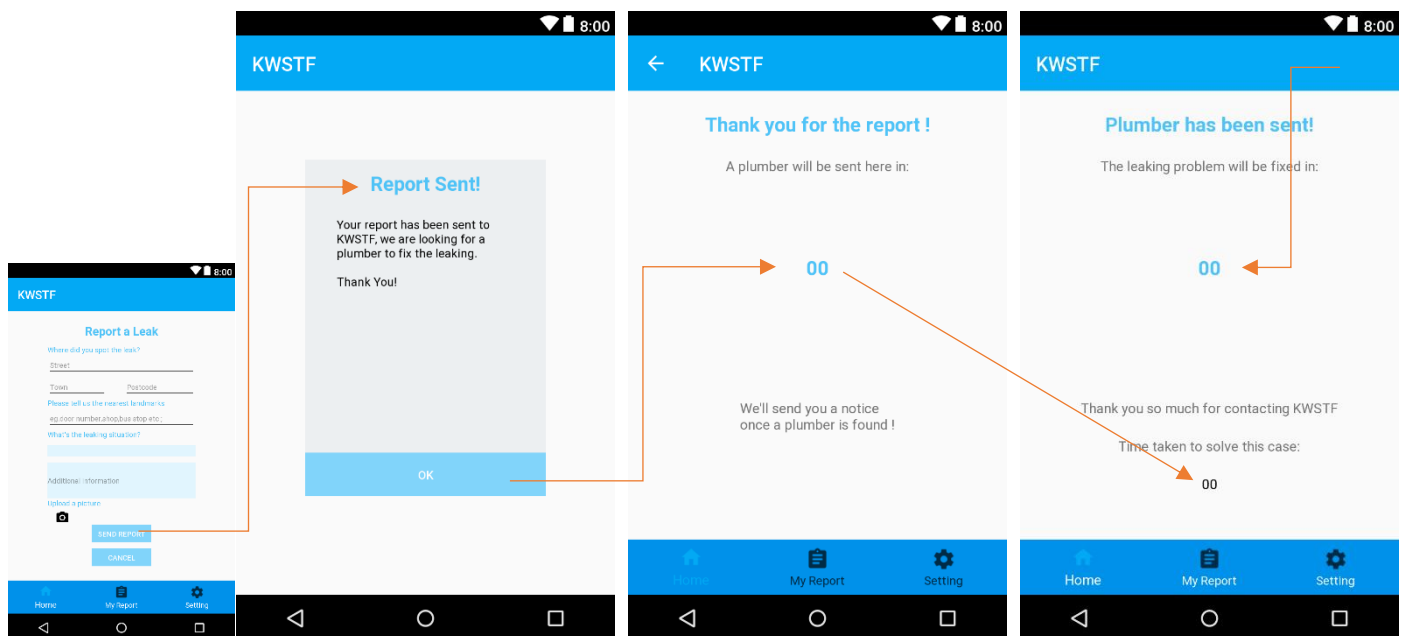 8:00
KWSTF
Report a Leak
Where did you spot the leak?
Street
Town Postcode
Please tell us the nearest landmarks
eg.door number,shop,bus stop etc.;
What's the leaking situation?
Additional information
Upload a picture
SEND REPORT
CANCEL
Home My Report Setting
8:00
KWSTF
Report Sent!
Your report has been sent to
KWSTF, we are looking for a
plumber to fix the leaking.
Thank You!
OK
8:00
KWSTF
Thank you for the report !
A plumber will be sent here in:
00
We'll send you a notice
once a plumber is found !
Home My Report Setting
8:00
KWSTF
Plumber has been sent!
The leaking problem will be fixed in:
00
Thank you so much for contacting KWSTF
Time taken to solve this case:
00
Home My Report Setting